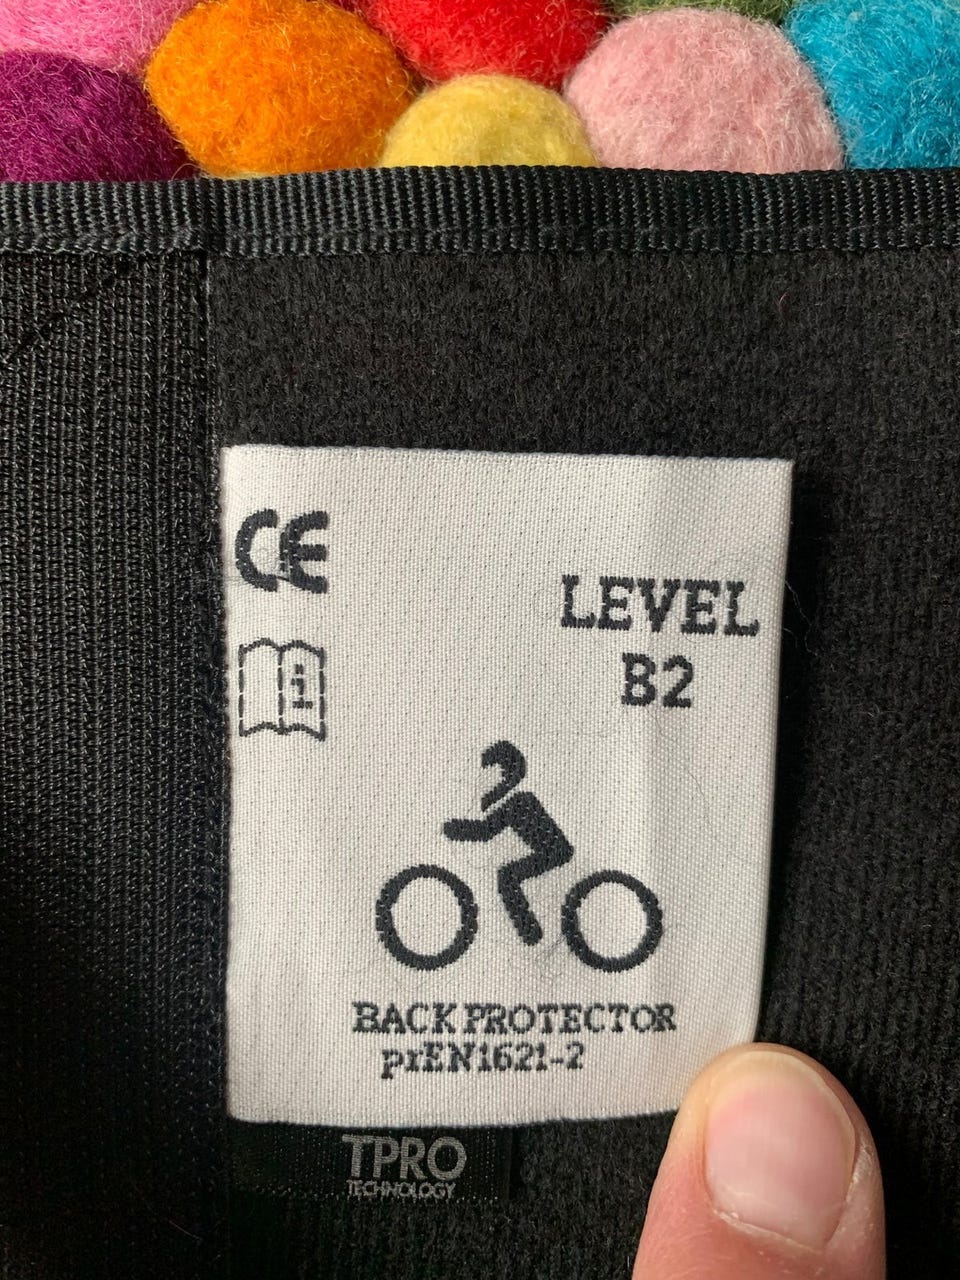 CE
i
LEVEL
B2
BACK PROTECTOR
prEN1621-2
TPRO
TECHNOLOGY